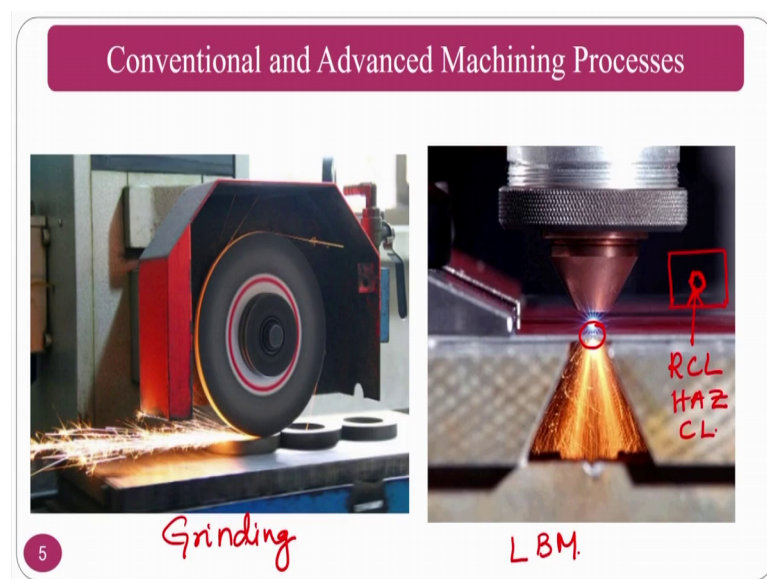 Conventional and Advanced Machining Processes
RCL
HAZ
CL.
Grinding
LBM.
5